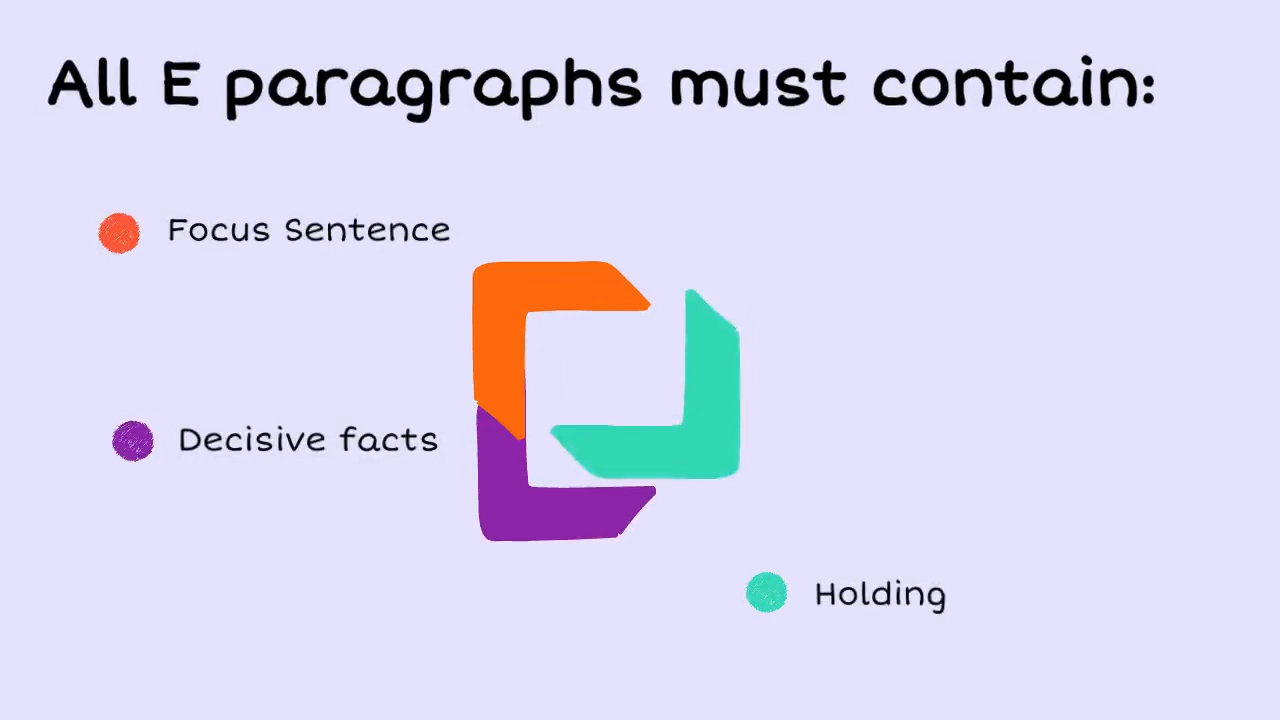 All E paragraphs must contain:
Focus Sentence
Decisive facts
Holding